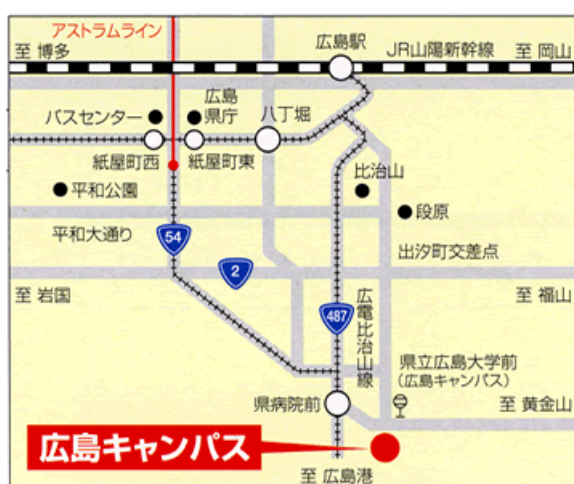 アストラムライン
至 博多
広島駅
JR山陽新幹線
至 岡山
バスセンター
広島
県庁
八丁堀
紙屋町西
紙屋町東
比治山
平和公園
段原
平和大通り
54
出汐町交差点
2
至 岩国
487
広電比治山線
至 福山
県立広島大学前
(広島キャンパス)
県病院前
至 黄金山
広島キャンパス
至 広島港